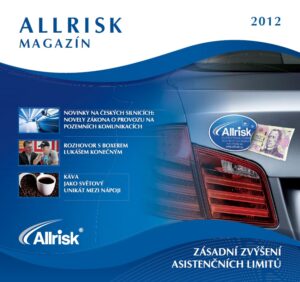 ALLRISK
MAGAZÍN
2012
NOVINKY NA ČESKÝCH SILNICÍCH:
NOVELY ZÁKONA O PROVOZU NA
POZEMNÍCH KOMUNIKACÍCH
ROZHOVOR S BOXEREM
LUKÁŠEM KONEČNÝM
KÁVA
JAKO SVĚTOVÝ
UNIKÁT MEZI NÁPOJI
Allrisk
Allrisk
ZÁSADNÍ ZVÝŠENÍ
ASISTENČNÍCH LIMITŮ